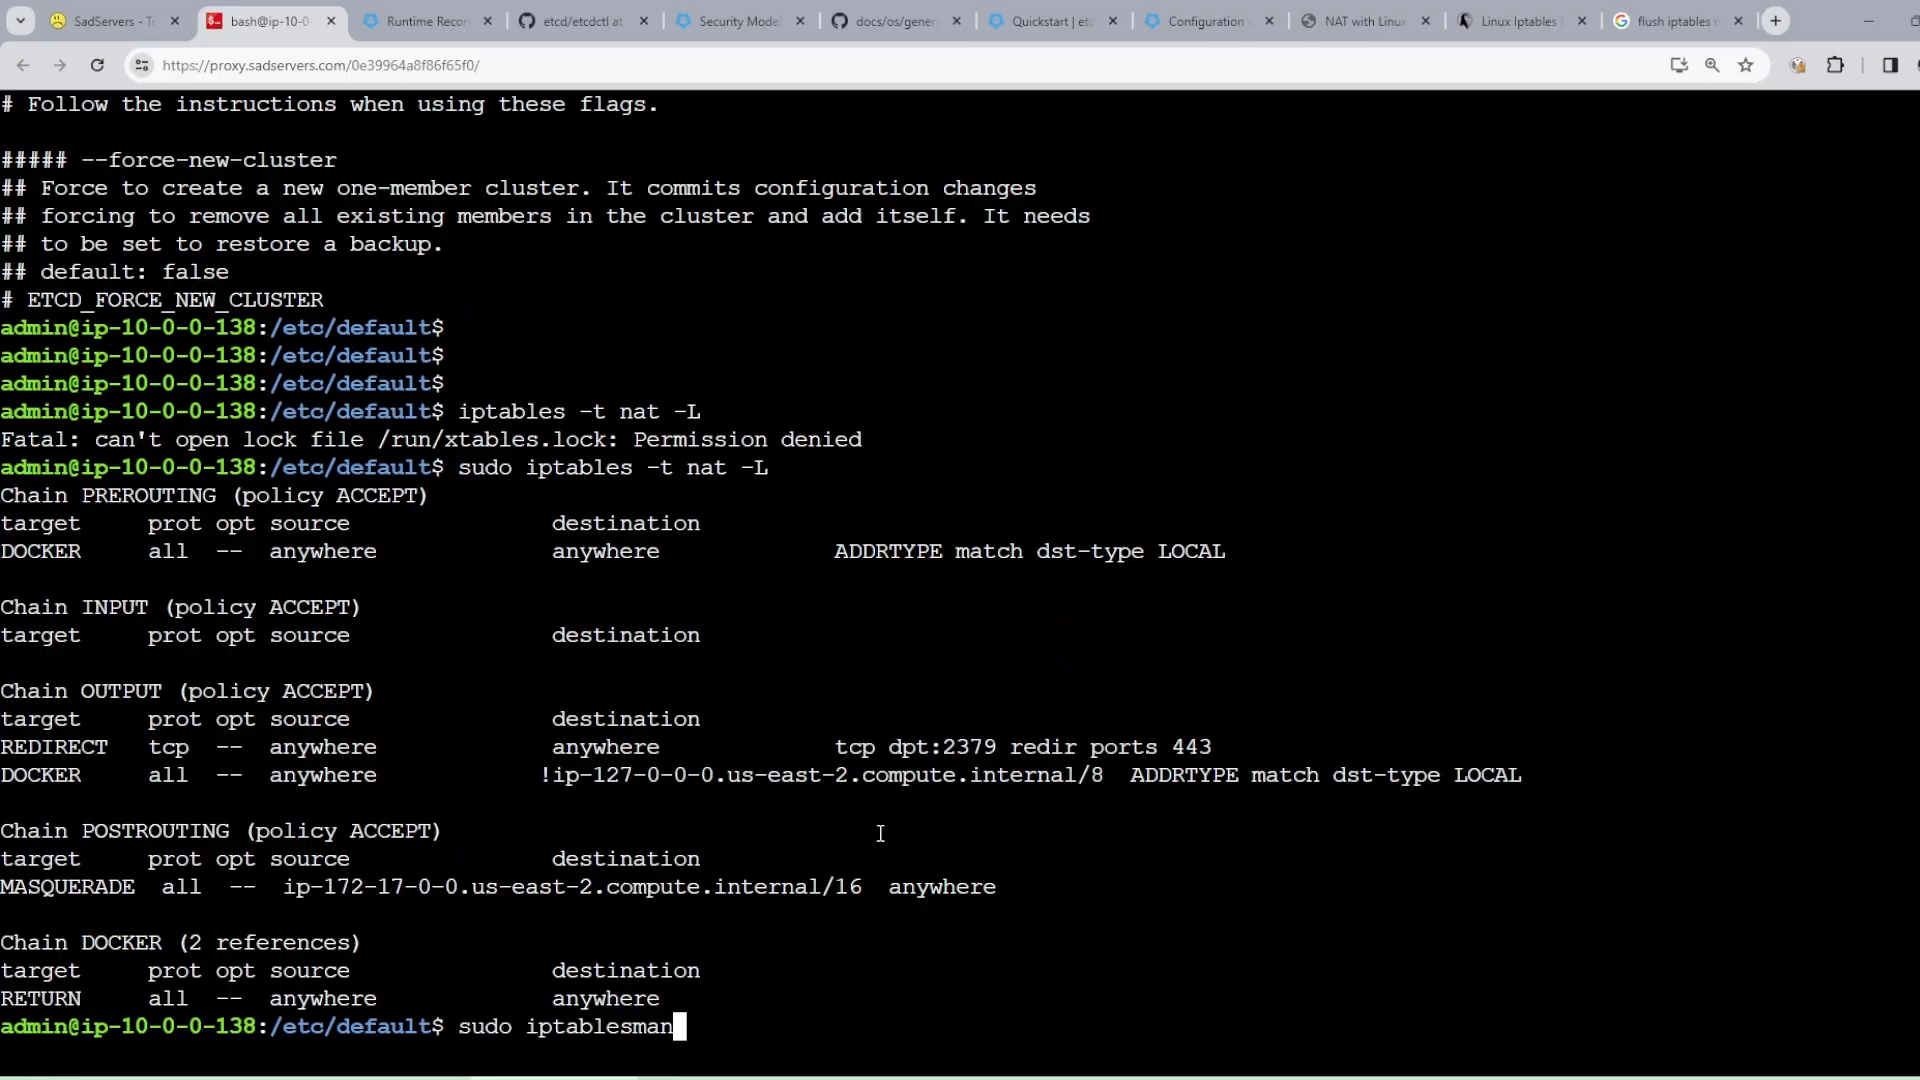 SadServers - Tr
bash@ip-10-0-
Runtime Recon
etcd/etcdctl at
Security Mode
docs/os/gener
Quickstart | etc
Configuration
NAT with Linux
Linux Iptables
flush iptables n
https://proxy.sadservers.com/0e39964a8f86f65f0/
# Follow the instructions when using these flags.
##### --force-new-cluster
## Force to create a new one-member cluster. It commits configuration changes
## forcing to remove all existing members in the cluster and add itself. It needs
## to be set to restore a backup.
## default: false
# ETCD_FORCE_NEW_CLUSTER
admin@ip-10-0-0-138:/etc/default$
admin@ip-10-0-0-138:/etc/default$
admin@ip-10-0-0-138:/etc/default$
admin@ip-10-0-0-138:/etc/default$ iptables -t nat -L
Fatal: can't open lock file /run/xtables.lock: Permission denied
admin@ip-10-0-0-138:/etc/default$ sudo iptables -t nat -L
Chain PREROUTING (policy ACCEPT)
target     prot opt source               destination
DOCKER     all  --  anywhere             anywhere             ADDRTYPE match dst-type LOCAL
Chain INPUT (policy ACCEPT)
target     prot opt source               destination
Chain OUTPUT (policy ACCEPT)
target     prot opt source               destination
REDIRECT   tcp  --  anywhere             anywhere             tcp dpt:2379 redir ports 443
DOCKER     all  --  anywhere            !ip-127-0-0-0.us-east-2.compute.internal/8  ADDRTYPE match dst-type LOCAL
Chain POSTROUTING (policy ACCEPT)
target     prot opt source               destination
MASQUERADE  all  --  ip-172-17-0-0.us-east-2.compute.internal/16  anywhere
Chain DOCKER (2 references)
target     prot opt source               destination
RETURN     all  --  anywhere             anywhere
admin@ip-10-0-0-138:/etc/default$ sudo iptablesman